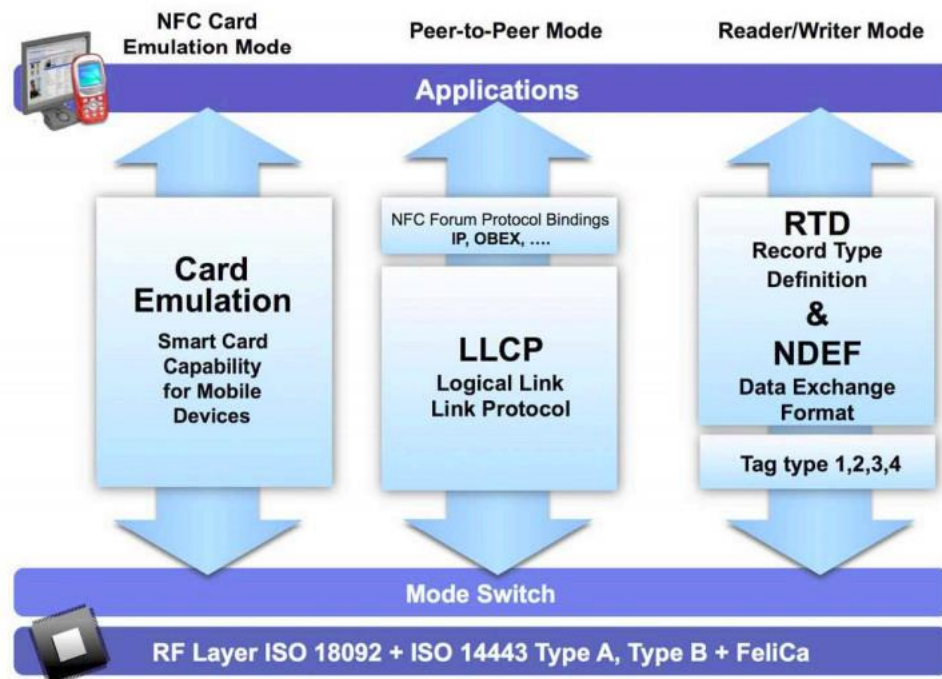 NFC Card
Emulation Mode
Peer-to-Peer Mode
Reader/Writer Mode
Applications
Card
Emulation
Smart Card
Capability
for Mobile
Devices
NFC Forum Protocol Bindings
IP, OBEX, ....
LLCP
Logical Link
Link Protocol
RTD
Record Type
Definition
&
NDEF
Data Exchange
Format
Tag type 1,2,3,4
Mode Switch
RF Layer ISO 18092 + ISO 14443 Type A, Type B + FeliCa